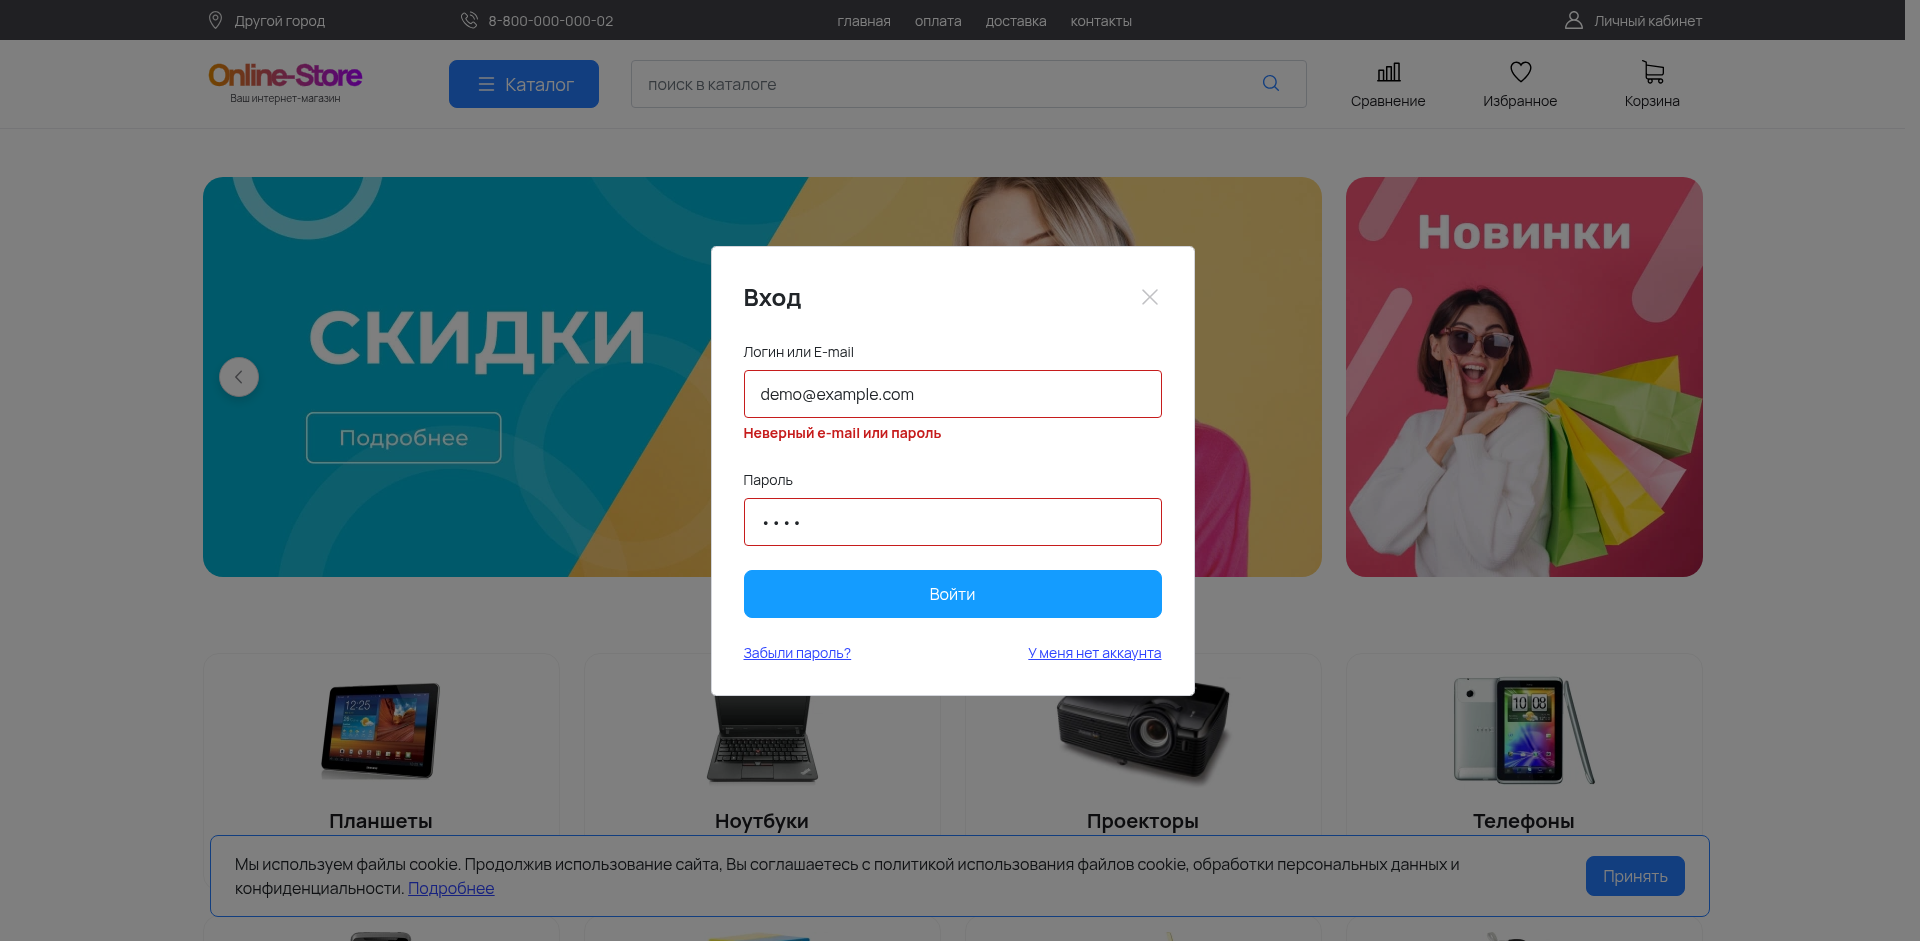 Другой город
8-800-000-000-02
главная
оплата
доставка
контакты
Личный кабинет
Online-Store
Ваш интернет-магазин
Каталог
поиск в каталоге
Сравнение
Избранное
Корзина
СКИДКИ
Подробнее
Новинки
Вход
Логин или E-mail
demo@example.com
Неверный e-mail или пароль
Пароль
Войти
Забыли пароль?
У меня нет аккаунта
12:25
10 08
Планшеты
Ноутбуки
Проекторы
Телефоны
Мы используем файлы cookie. Продолжив использование сайта, Вы соглашаетесь с политикой использования файлов cookie, обработки персональных данных и
конфиденциальности. Подробнее
Принять